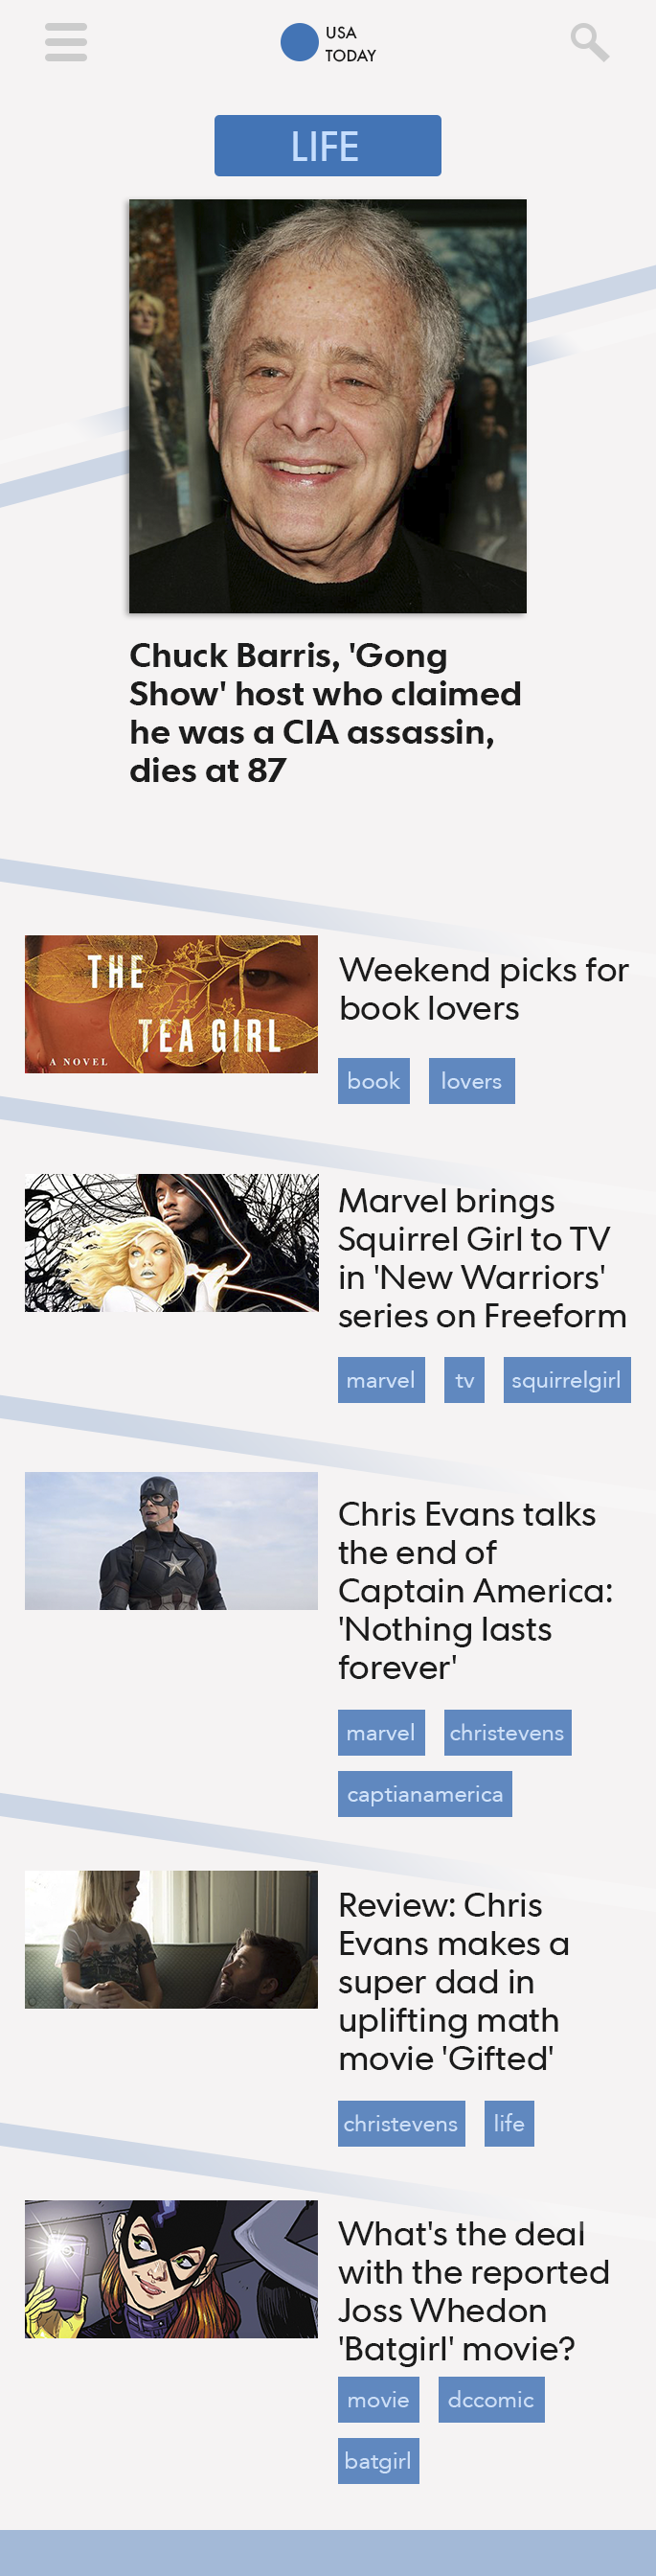 USA
TODAY
LIFE
Chuck Barris, 'Gong
Show' host who claimed
he was a CIA assassin,
dies at 87
THE
TEA GIRL
A NOVEL
Weekend picks for
book lovers
book lovers
Marvel brings
Squirrel Girl to TV
in 'New Warriors'
series on Freeform
marvel tv squirrelgirl
Chris Evans talks
the end of
Captain America:
'Nothing lasts
forever'
marvel christevens
captianamerica
Review: Chris
Evans makes a
super dad in
uplifting math
movie 'Gifted'
christevens life
What's the deal
with the reported
Joss Whedon
'Batgirl' movie?
movie dccomic
batgirl